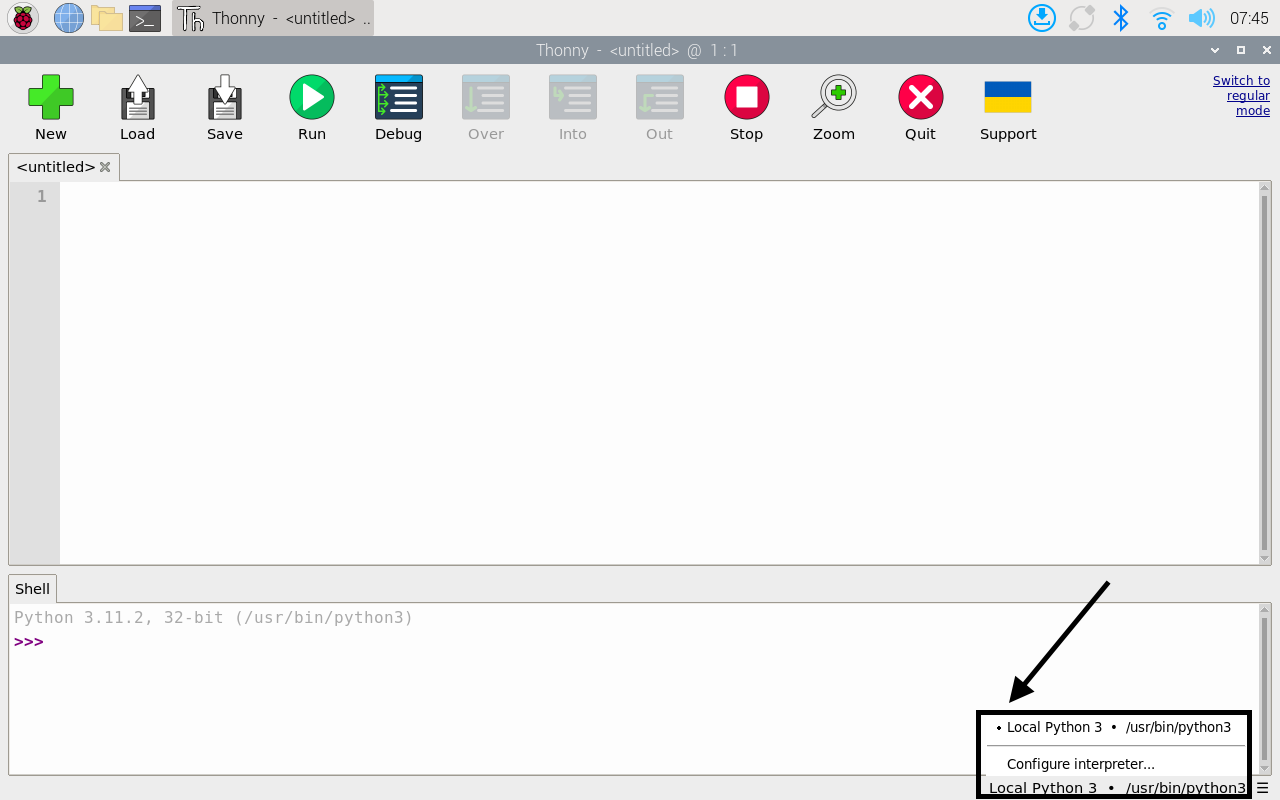 Thonny - <untitled> ..
07:45
Thonny - <untitled> @ 1 : 1
New
Load
Save
Run
Debug
Over
Into
Out
Stop
Zoom
Quit
Support
Switch to
regular
mode
<untitled>
1
Shell
Python 3.11.2, 32-bit (/usr/bin/python3)
>>>
• Local Python 3 • /usr/bin/python3
Configure interpreter...
Local Python 3 • /usr/bin/python3